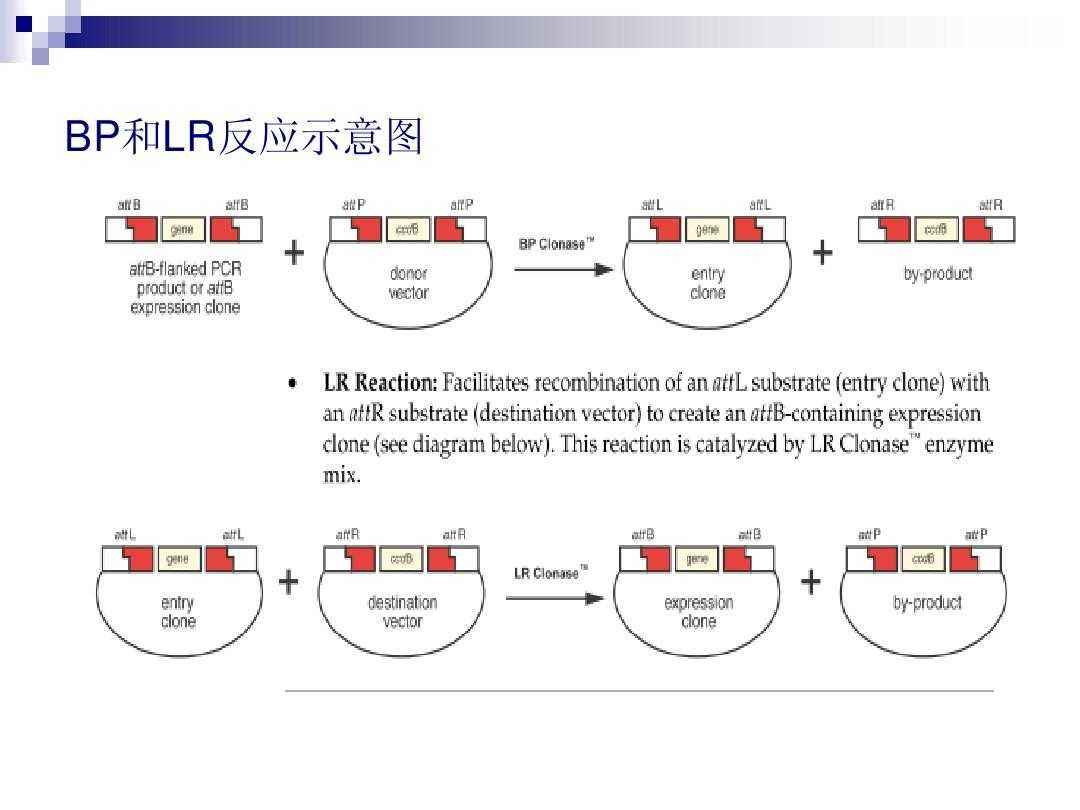 BP和LR反应示意图
attB attB attP attP attL attL attR attR
gene ccdB gene ccdB
+ BP Clonase™ +
attB-flanked PCR
product or attB
expression clone
donor
vector
entry
clone
by-product
• LR Reaction: Facilitates recombination of an attL substrate (entry clone) with
an attR substrate (destination vector) to create an attB-containing expression
clone (see diagram below). This reaction is catalyzed by LR Clonase™ enzyme
mix.
attL attL attR attR attB attB attP attP
gene ccdB gene ccdB
+ LR Clonase™ +
entry
clone
destination
vector
expression
clone
by-product